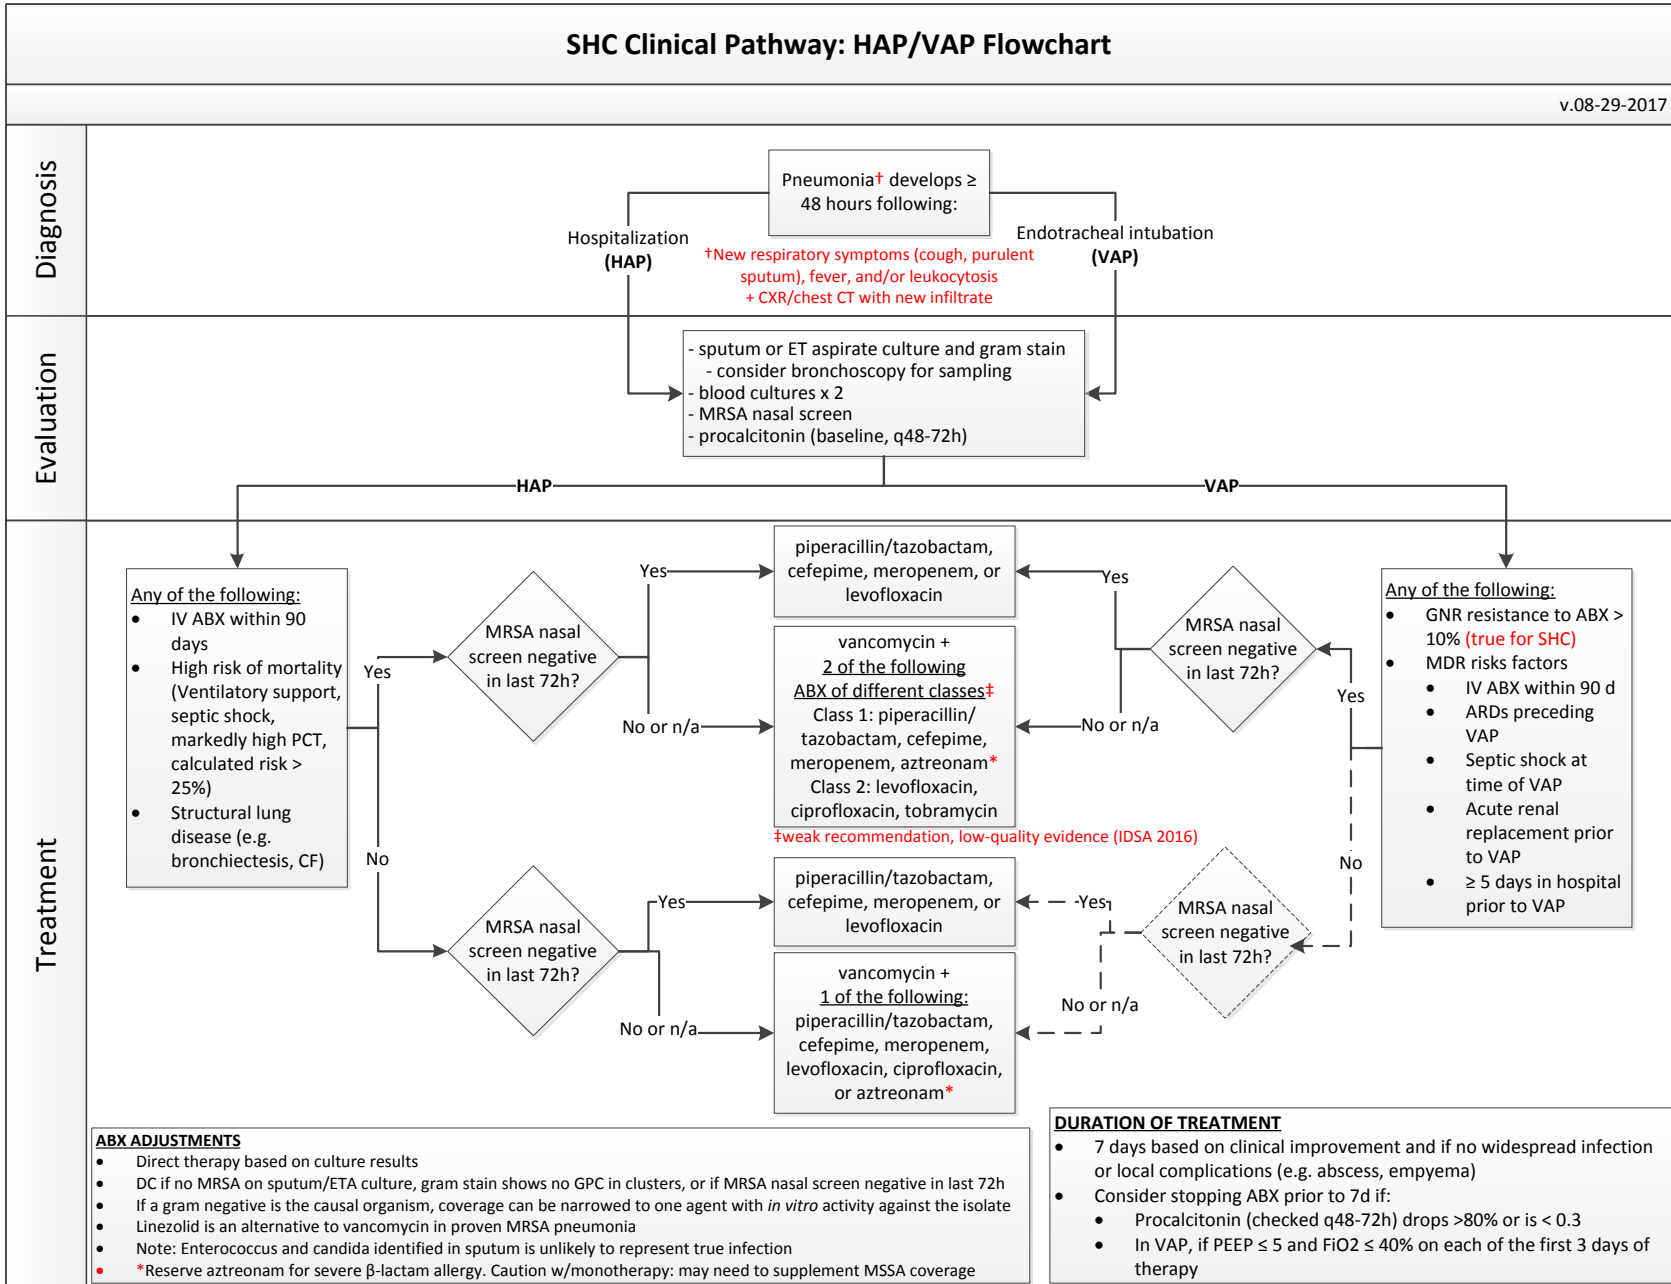 SHC Clinical Pathway: HAP/VAP Flowchart
v.08-29-2017
Diagnosis
Pneumonia† develops ≥
48 hours following:
Hospitalization
(HAP)
Endotracheal intubation
(VAP)
†New respiratory symptoms (cough, purulent
sputum), fever, and/or leukocytosis
+ CXR/chest CT with new infiltrate
Evaluation
- sputum or ET aspirate culture and gram stain
- consider bronchoscopy for sampling
- blood cultures x 2
- MRSA nasal screen
- procalcitonin (baseline, q48-72h)
HAP
VAP
Treatment
Any of the following:
• IV ABX within 90
days
• High risk of mortality
(Ventilatory support,
septic shock,
markedly high PCT,
calculated risk >
25%)
• Structural lung
disease (e.g.
bronchiectesis, CF)
Yes
No
MRSA nasal
screen negative
in last 72h?
Yes
No or n/a
MRSA nasal
screen negative
in last 72h?
Yes
No or n/a
piperacillin/tazobactam,
cefepime, meropenem, or
levofloxacin
vancomycin +
2 of the following
ABX of different classes‡
Class 1: piperacillin/
tazobactam, cefepime,
meropenem, aztreonam*
Class 2: levofloxacin,
ciprofloxacin, tobramycin
‡weak recommendation, low-quality evidence (IDSA 2016)
piperacillin/tazobactam,
cefepime, meropenem, or
levofloxacin
vancomycin +
1 of the following:
piperacillin/tazobactam,
cefepime, meropenem,
levofloxacin, ciprofloxacin,
or aztreonam*
Yes
No or n/a
MRSA nasal
screen negative
in last 72h?
Yes
No or n/a
MRSA nasal
screen negative
in last 72h?
Yes
No
Any of the following:
• GNR resistance to ABX >
10% (true for SHC)
• MDR risks factors
• IV ABX within 90 d
• ARDs preceding
VAP
• Septic shock at
time of VAP
• Acute renal
replacement prior
to VAP
• ≥ 5 days in hospital
prior to VAP
ABX ADJUSTMENTS
• Direct therapy based on culture results
• DC if no MRSA on sputum/ETA culture, gram stain shows no GPC in clusters, or if MRSA nasal screen negative in last 72h
• If a gram negative is the causal organism, coverage can be narrowed to one agent with in vitro activity against the isolate
• Linezolid is an alternative to vancomycin in proven MRSA pneumonia
• Note: Enterococcus and candida identified in sputum is unlikely to represent true infection
• *Reserve aztreonam for severe β-lactam allergy. Caution w/monotherapy: may need to supplement MSSA coverage
DURATION OF TREATMENT
• 7 days based on clinical improvement and if no widespread infection
or local complications (e.g. abscess, empyema)
• Consider stopping ABX prior to 7d if:
• Procalcitonin (checked q48-72h) drops >80% or is < 0.3
• In VAP, if PEEP ≤ 5 and FiO2 ≤ 40% on each of the first 3 days of
therapy